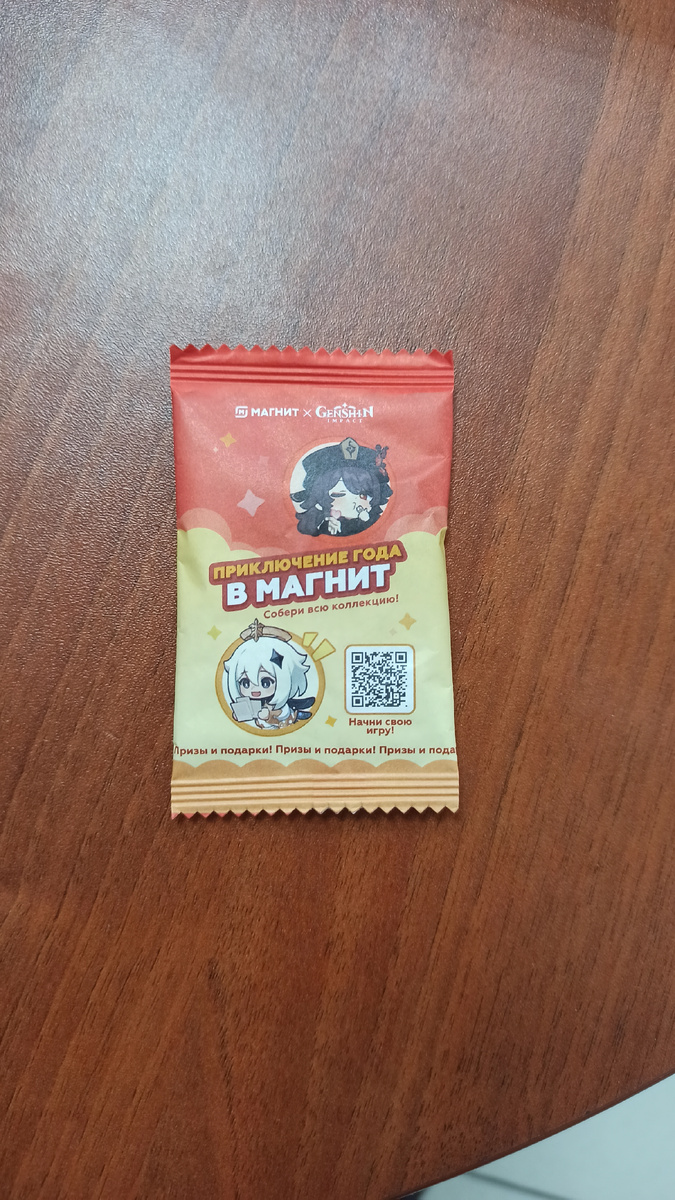 МАГНИТ × GENSHIN
IMPACT
ПРИКЛЮЧЕНИЕ ГОДА
В МАГНИТ
Собери всю коллекцию!
Начни свою
игру!
Призы и подарки! Призы и подарки! Призы и пода